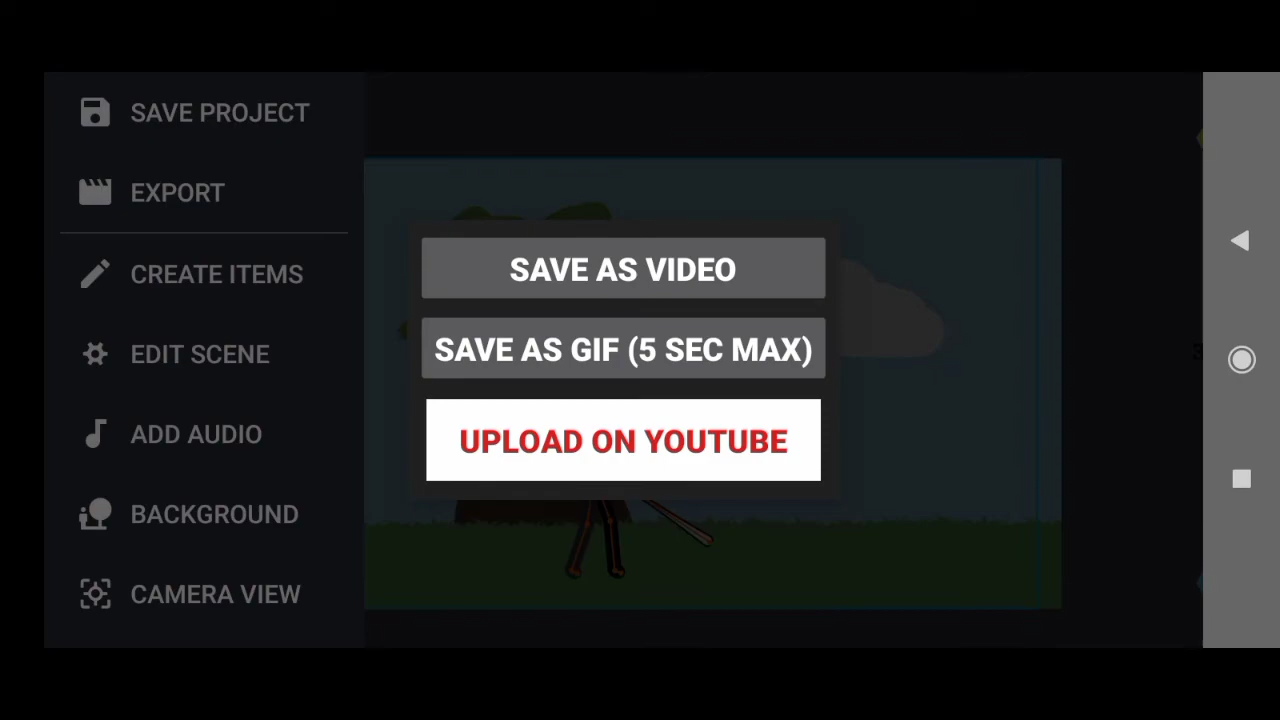 SAVE PROJECT
EXPORT
CREATE ITEMS
EDIT SCENE
ADD AUDIO
BACKGROUND
CAMERA VIEW
SAVE AS VIDEO
SAVE AS GIF (5 SEC MAX)
UPLOAD ON YOUTUBE